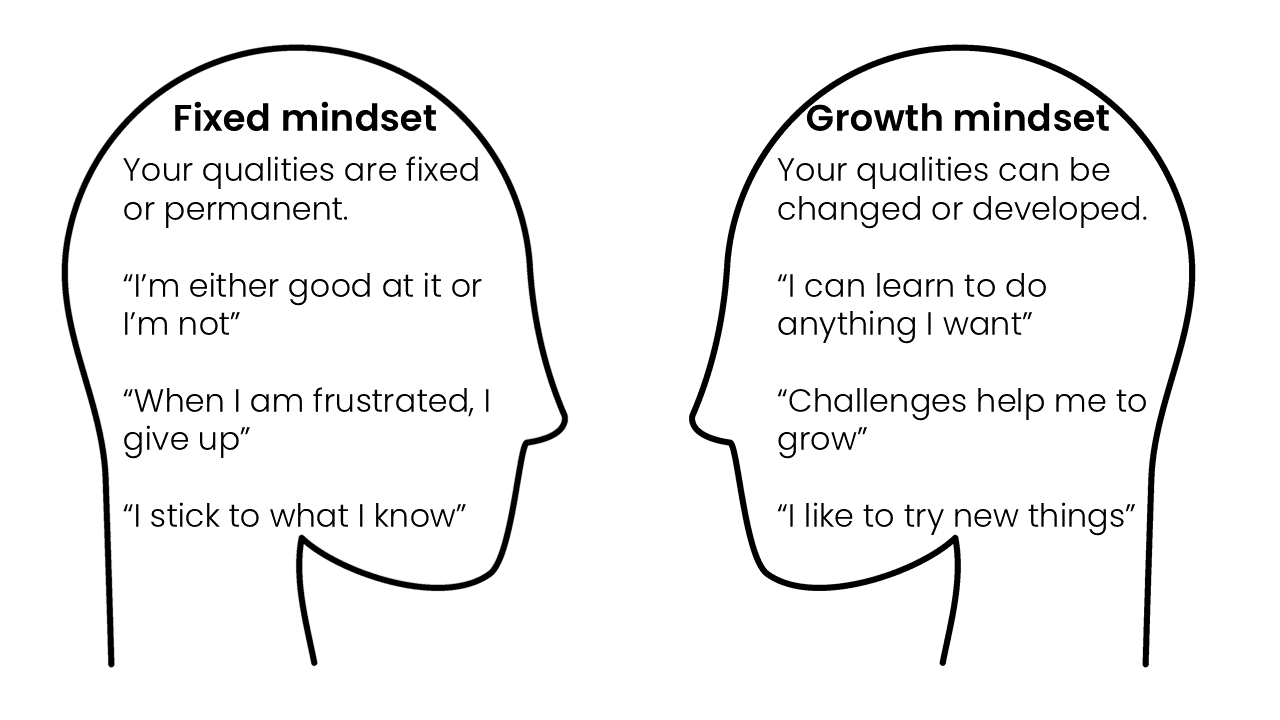 Fixed mindset
Your qualities are fixed
or permanent.
“I’m either good at it or
I’m not”
“When I am frustrated, I
give up”
“I stick to what I know”
Growth mindset
Your qualities can be
changed or developed.
“I can learn to do
anything I want”
“Challenges help me to
grow”
“I like to try new things”